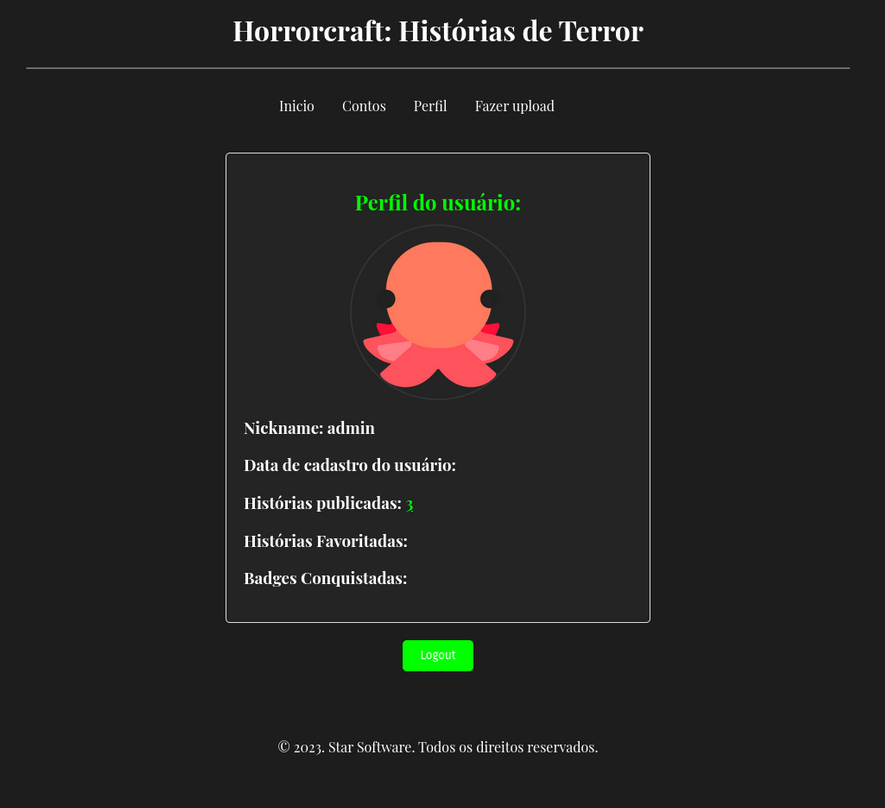 Horrorcraft: Histórias de Terror
Inicio Contos Perfil Fazer upload
Perfil do usuário:
Nickname: admin
Data de cadastro do usuário:
Histórias publicadas: 3
Histórias Favoritadas:
Badges Conquistadas:
Logout
© 2023. Star Software. Todos os direitos reservados.